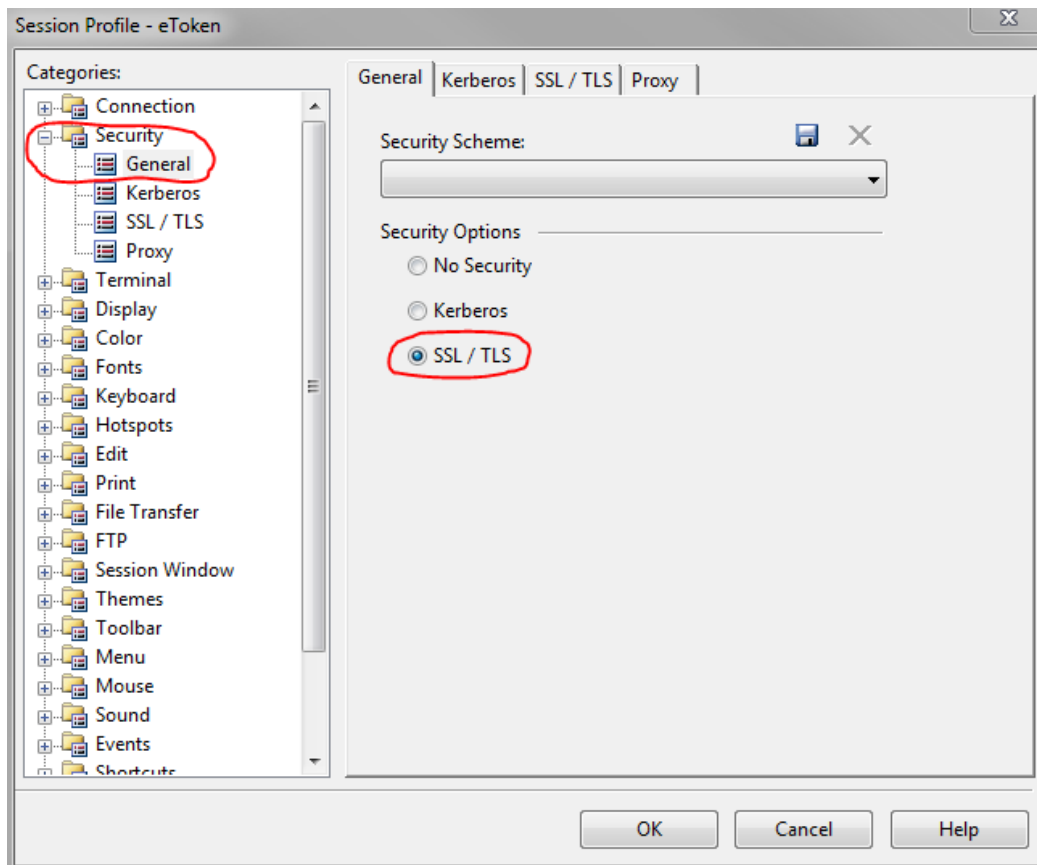 Session Profile - eToken
Categories:
Connection
Security
General
Kerberos
SSL / TLS
Proxy
Terminal
Display
Color
Fonts
Keyboard
Hotspots
Edit
Print
File Transfer
FTP
Session Window
Themes
Toolbar
Menu
Mouse
Sound
Events
Shortcuts
General Kerberos SSL / TLS Proxy
Security Scheme:
Security Options
No Security
Kerberos
SSL / TLS
OK Cancel Help